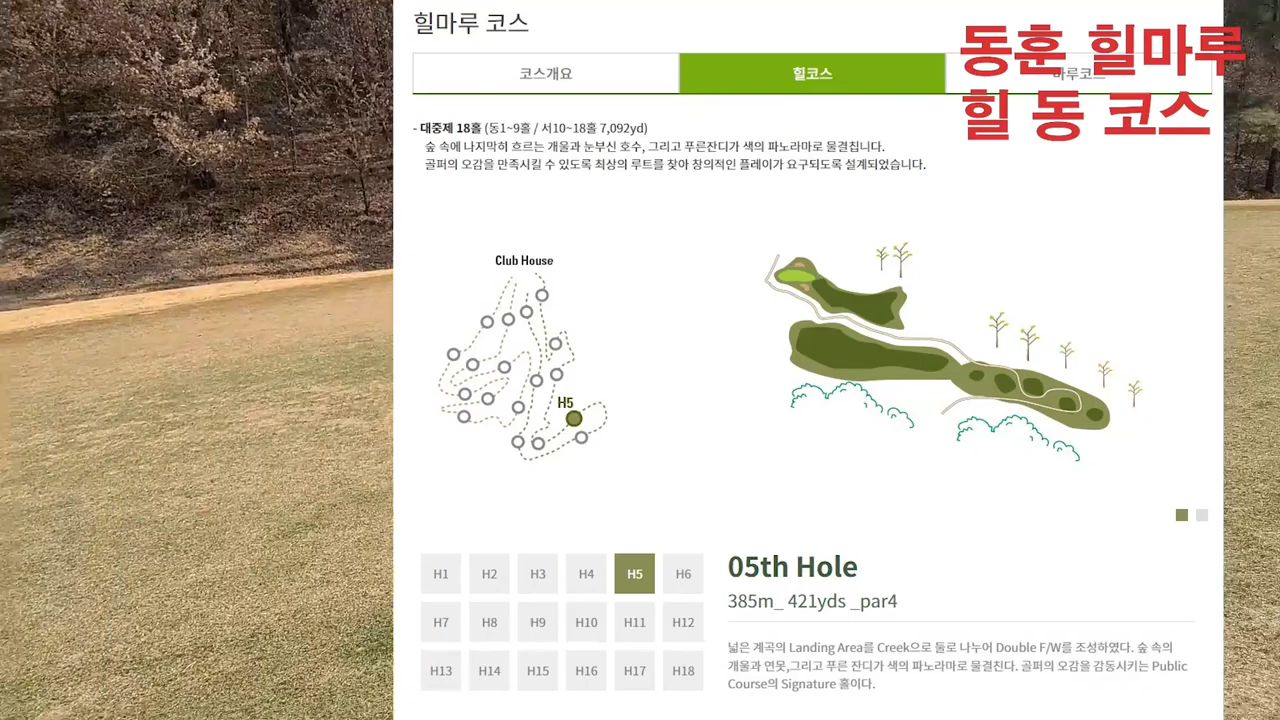 힐마루 코스
동훈 힐마루
힐 동 코스
코스개요
힐코스
마루코스
- 대중제 18홀 (동1~9홀 / 서10~18홀 7,092yd)
숲 속에 나지막히 흐르는 개울과 눈부신 호수, 그리고 푸른잔디가 색의 파노라마로 물결칩니다.
골퍼의 오감을 만족시킬 수 있도록 최상의 루트를 찾아 창의적인 플레이가 요구되도록 설계되었습니다.
Club House
H5
H1 H2 H3 H4 H5 H6
H7 H8 H9 H10 H11 H12
H13 H14 H15 H16 H17 H18
05th Hole
385m_ 421yds _par4
넓은 계곡의 Landing Area를 Creek으로 둘로 나누어 Double F/W를 조성하였다. 숲 속의
개울과 연못,그리고 푸른 잔디가 색의 파노라마로 물결친다. 골퍼의 오감을 감동시키는 Public
Course의 Signature 홀이다.